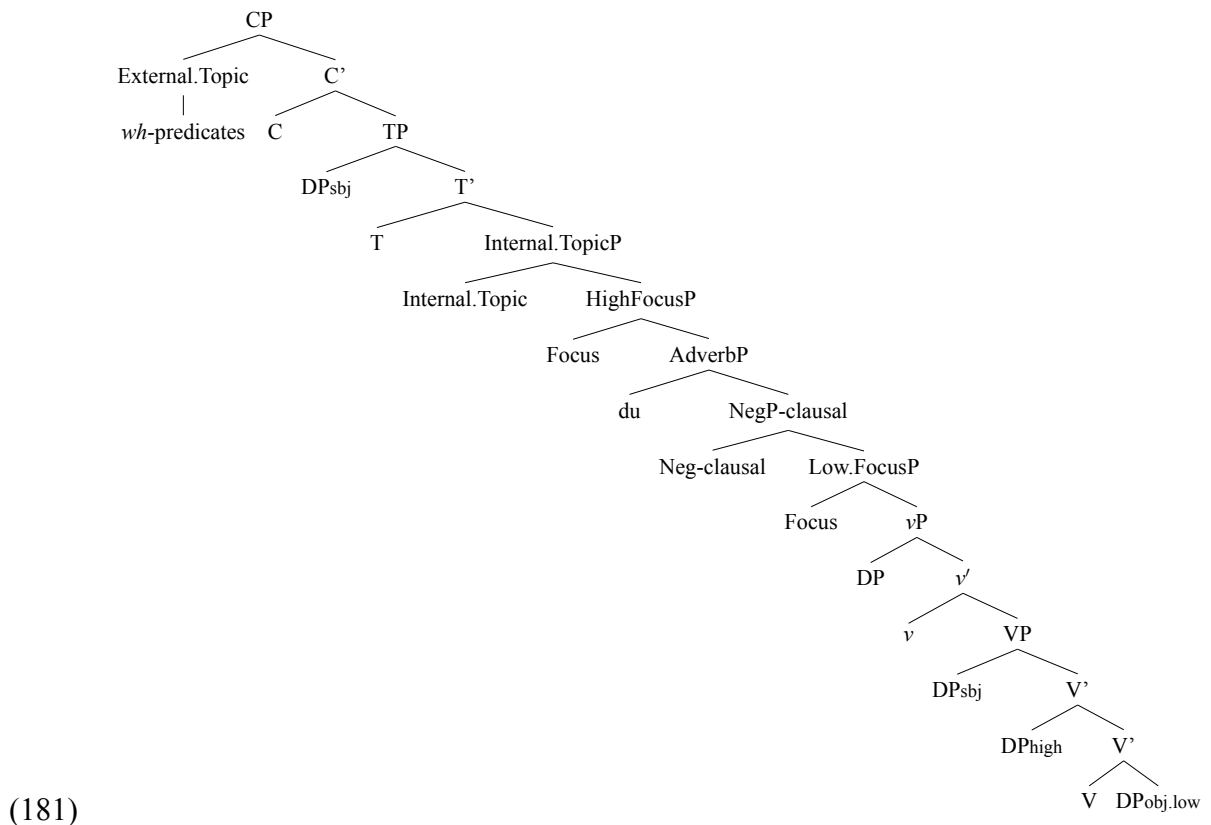 CP
External.Topic C’
wh-predicates C TP
DPsbj T’
T Internal.TopicP
Internal.Topic HighFocusP
Focus AdverbP
du NegP-clausal
Neg-clausal Low.FocusP
Focus vP
DP v′
v VP
DPsbj V’
DPhigh V’
V DPobj.low
(181)